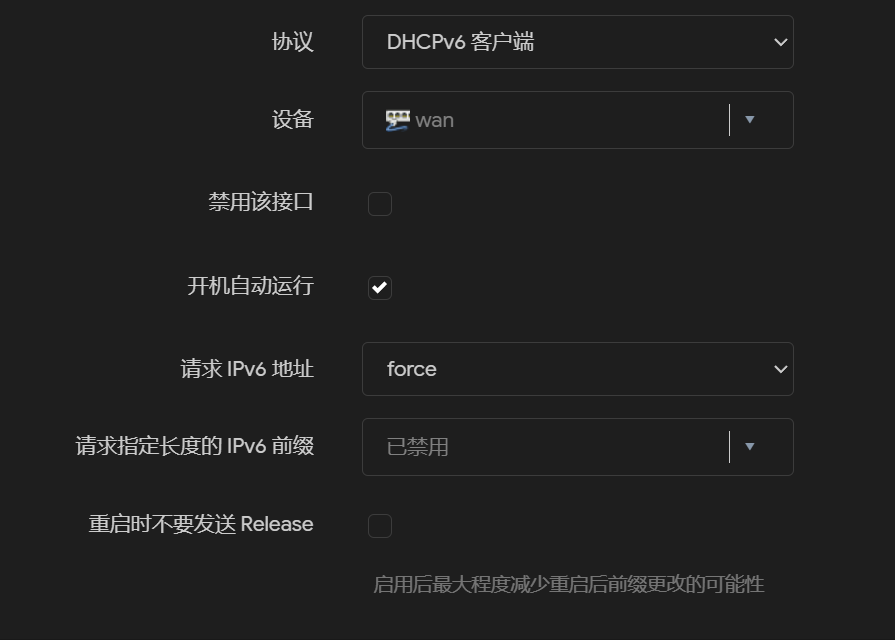 协议 DHCPv6 客户端
设备 wan
禁用该接口
开机自动运行
请求 IPv6 地址 force
请求指定长度的 IPv6 前缀 已禁用
重启时不要发送 Release
启用后最大程度减少重启后前缀更改的可能性